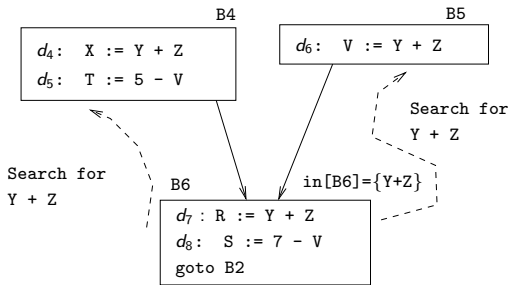 B4
d₄: X := Y + Z
d₅: T := 5 - V
B5
d₆: V := Y + Z
Search for
Y + Z
Search for
Y + Z
in[B6]={Y+Z}
B6
d₇ : R := Y + Z
d₈: S := 7 - V
goto B2